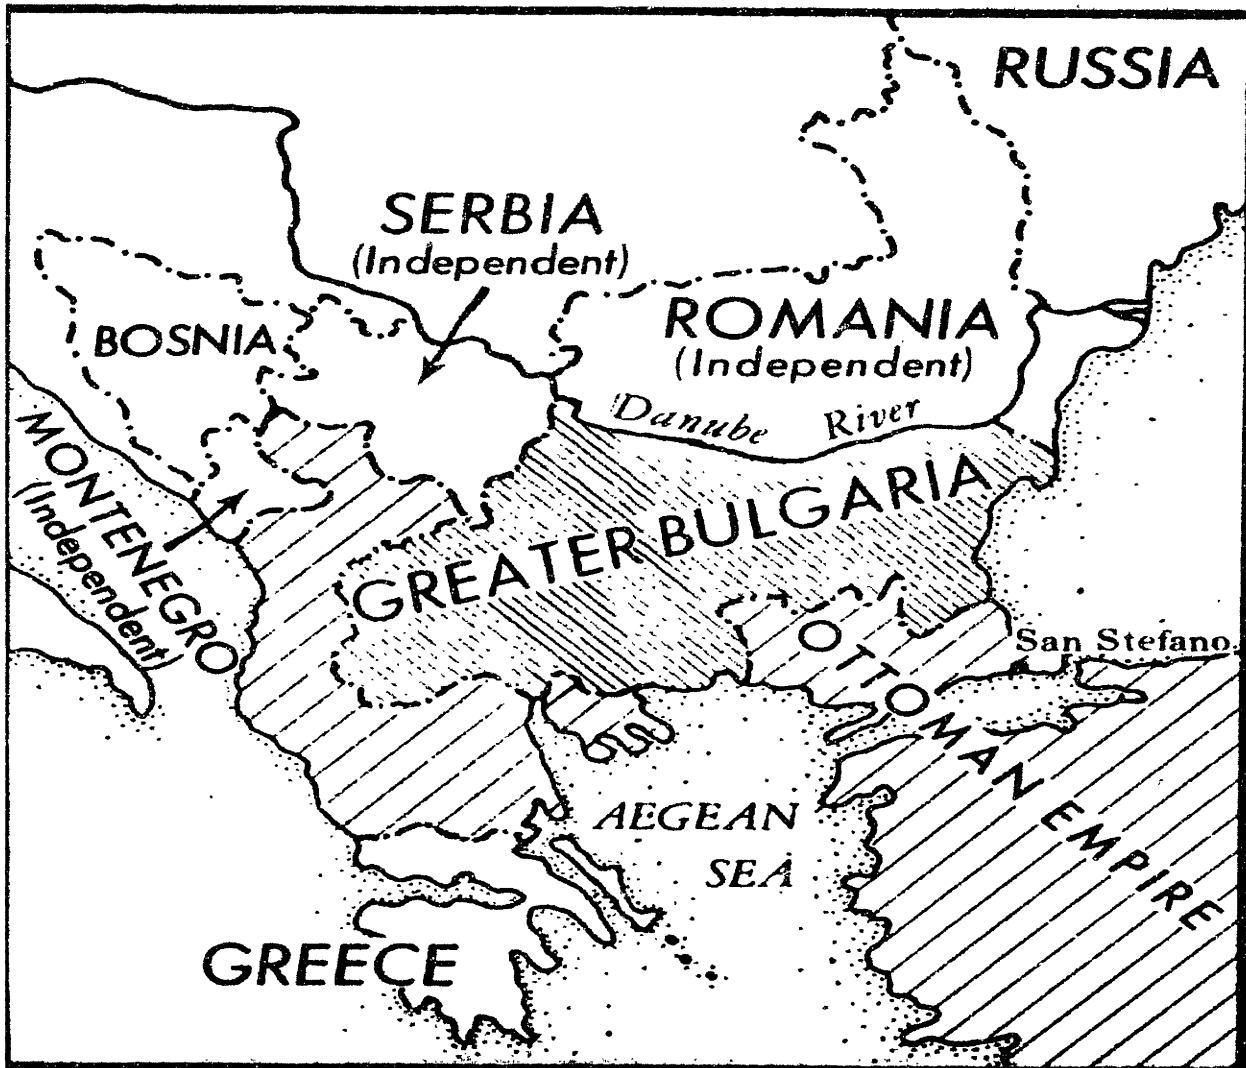 RUSSIA
SERBIA
(Independent)
BOSNIA
ROMANIA
(Independent)
Danube River
MONTENEGRO
(Independent)
GREATER BULGARIA
San Stefano
OTTOMAN EMPIRE
AEGEAN
SEA
GREECE